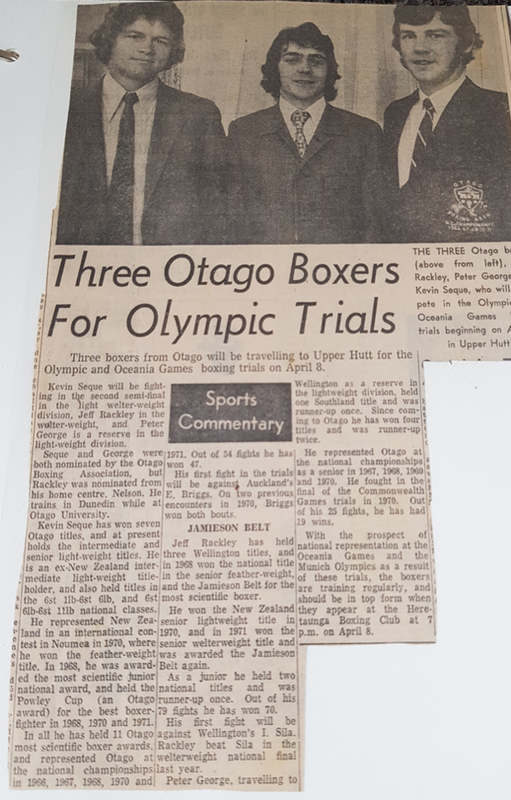 OTAGO
BOXING ASSN
THE THREE Otago
(above from left),
Rackley, Peter George
Kevin Seque, who will
pete in the Olympic
Oceania Games
trials beginning on
in Upper Hutt
Three Otago Boxers
For Olympic Trials
Three boxers from Otago will be travelling to Upper Hutt for the
Olympic and Oceania Games boxing trials on April 8.
Kevin Seque will be fight-
ing in the second semi-final
in the light welter-weight
division, Jeff Rackley in the
welter-weight, and Peter
George is a reserve in the
light-weight division.
Seque and George were
both nominated by the Otago
Boxing Association, but
Rackley was nominated from
his home centre, Nelson. He
trains in Dunedin while at
Otago University.
Kevin Seque has won seven
Otago titles, and at present
holds the intermediate and
senior light-weight titles. He
is an ex-New Zealand inter-
mediate light-weight title-
holder, and also held titles in
the 6st 1lb-6st 6lb, and 6st
6lb-6st 11lb national classes.
He represented New Zea-
land in an international con-
test in Noumea in 1970, where
he won the feather-weight
title. In 1968, he was award-
ed the most scientific junior
national award, and held the
Powley Cup (an Otago
award) for the best boxer-
fighter in 1968, 1970 and 1971.
In all he has held 11 Otago
most scientific boxer awards,
and represented Otago at
the national championships
in 1966, 1967, 1968, 1970 and
Sports
Commentary
1971. Out of 54 fights he has
won 47.
His first fight in the trials
will be against Auckland's
E. Briggs. On two previous
encounters in 1970, Briggs
won both bouts.
JAMIESON BELT
Jeff Rackley has held
three Wellington titles, and
in 1968 won the national title
in the senior feather-weight,
and the Jamieson Belt for the
most scientific boxer.
He won the New Zealand
senior lightweight title in
1970, and in 1971 won the
senior welterweight title and
was awarded the Jamieson
Belt again.
As a junior he held two
national titles and was
runner-up once. Out of his
79 fights he has won 70.
His first fight will be
against Wellington's I. Sila.
Rackley beat Sila in the
welterweight national final
last year.
Peter George, travelling to
Wellington as a reserve in
the lightweight division, held
one Southland title and was
runner-up once. Since com-
ing to Otago he has won four
titles and was runner-up
twice.
He represented Otago at
the national championships
as a senior in 1967, 1968, 1969
and 1970. He fought in the
final of the Commonwealth
Games trials in 1970. Out
of his 25 fights, he has had
19 wins.
With the prospect of
national representation at the
Oceania Games and the
Munich Olympics as a result
of these trials, the boxers
are training regularly, and
should be in top form when
they appear at the Here-
taunga Boxing Club at 7
p.m. on April 8.